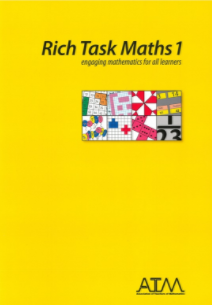 Rich Task Maths 1
engaging mathematics for all learners
ATM